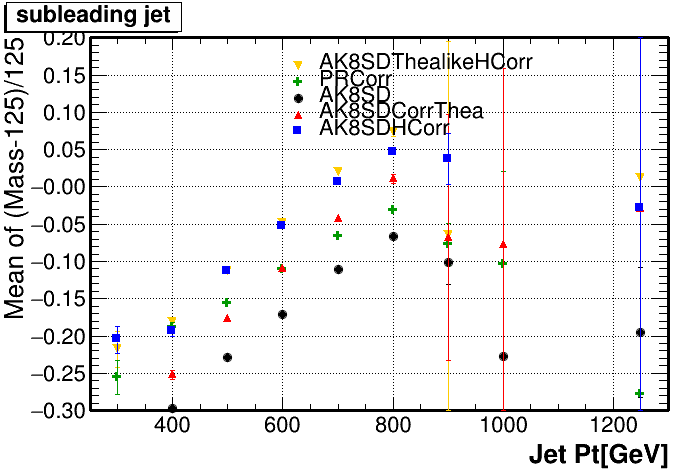 subleading jet
Mean of (Mass-125)/125
0.20
0.15
0.10
0.05
−0.00
−0.05
−0.10
−0.15
−0.20
−0.25
−0.30
AK8SDThealikeHCorr
PRCorr
AK8SD
AK8SDCorrThea
AK8SDHCorr
400 600 800 1000 1200
Jet Pt[GeV]